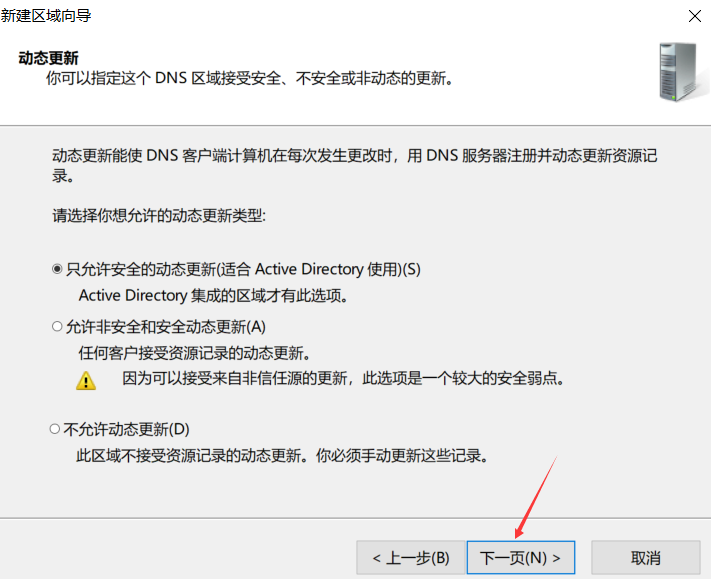 新建区域向导
动态更新
你可以指定这个 DNS 区域接受安全、不安全或非动态的更新。
动态更新能使 DNS 客户端计算机在每次发生更改时，用 DNS 服务器注册并动态更新资源记
录。
请选择你想允许的动态更新类型:
只允许安全的动态更新(适合 Active Directory 使用)(S)
Active Directory 集成的区域才有此选项。
允许非安全和安全动态更新(A)
任何客户接受资源记录的动态更新。
因为可以接受来自非信任源的更新，此选项是一个较大的安全弱点。
不允许动态更新(D)
此区域不接受资源记录的动态更新。你必须手动更新这些记录。
< 上一步(B) 下一页(N) > 取消